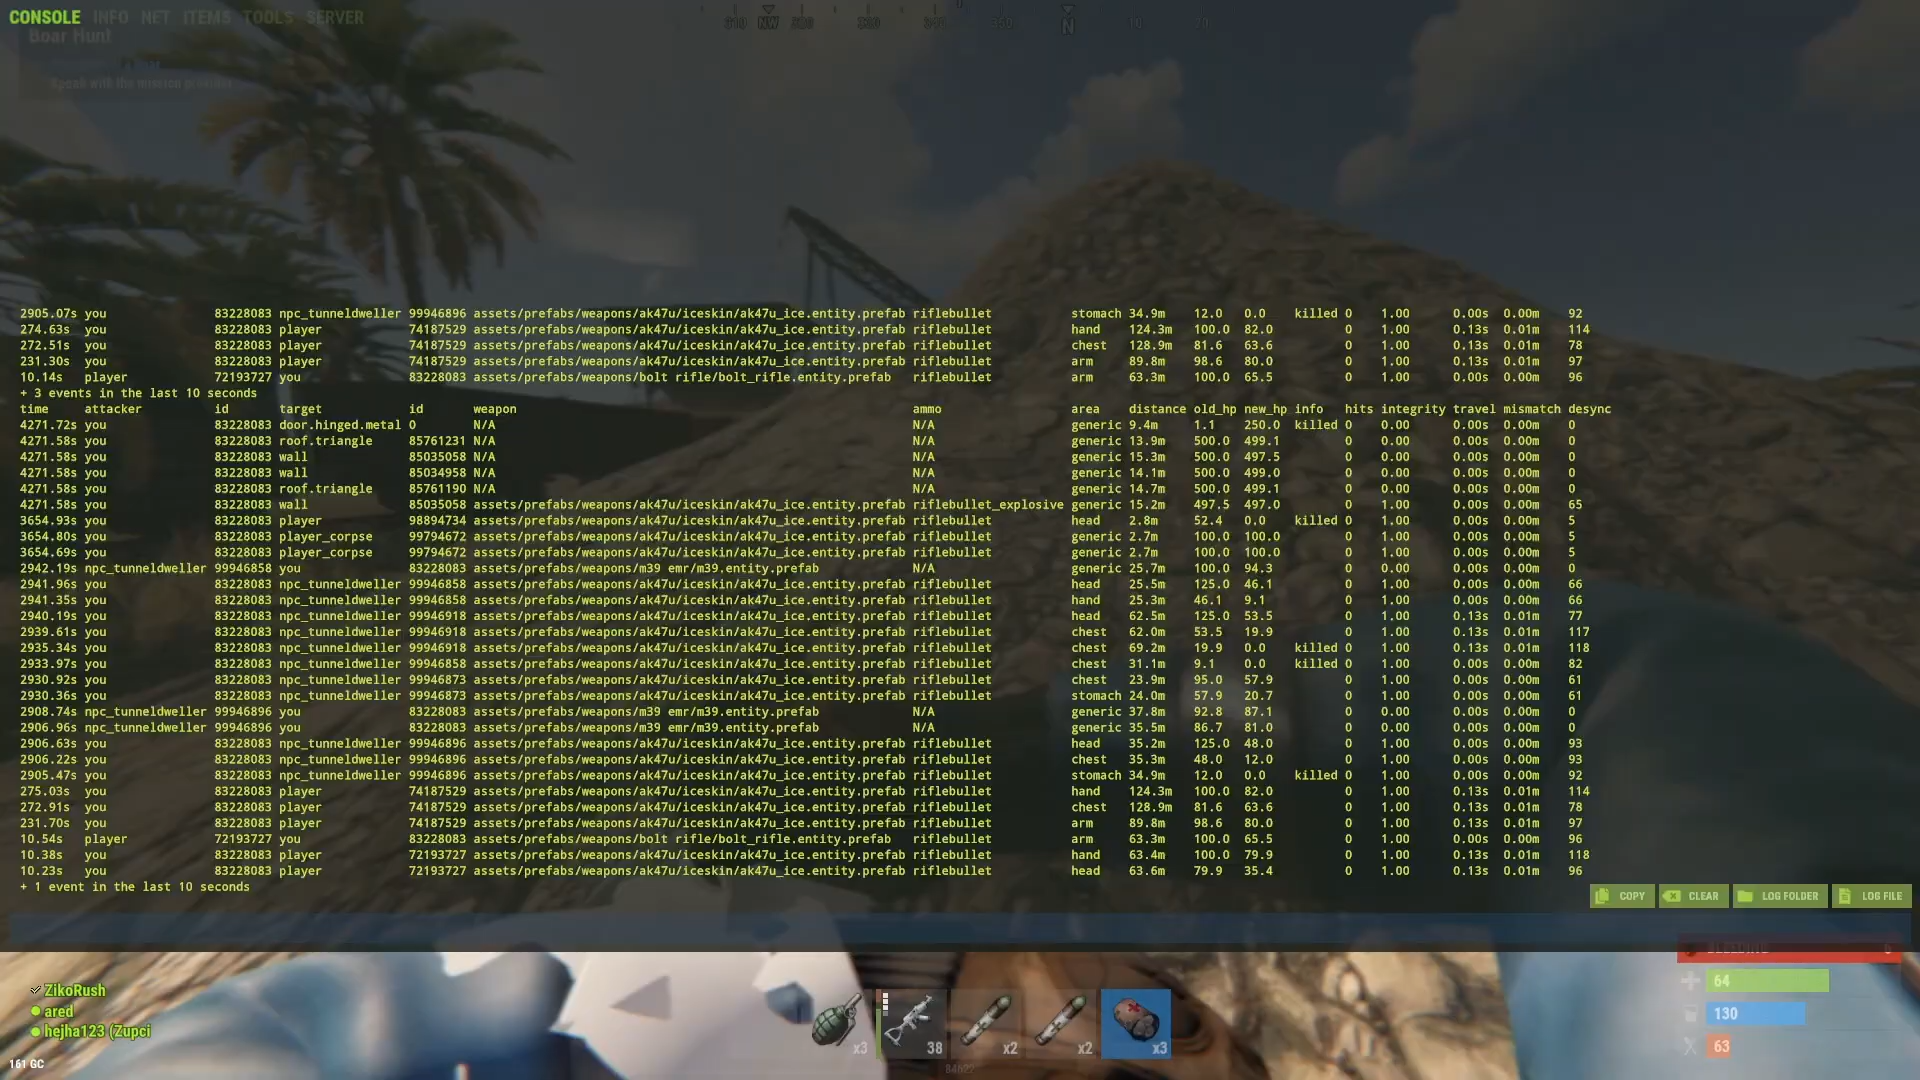 CONSOLE INFO NET ITEMS TOOLS SERVER
Boar Hunt
Speak with the mission provider
NW 330 340 350 N 10 20
2905.07s you 83228083 npc_tunneldweller 99946896 assets/prefabs/weapons/ak47u/iceskin/ak47u_ice.entity.prefab riflebullet stomach 34.9m 12.0 0.0 killed 0 1.00 0.00s 0.00m 92
274.63s you 83228083 player 74187529 assets/prefabs/weapons/ak47u/iceskin/ak47u_ice.entity.prefab riflebullet hand 124.3m 100.0 82.0 0 1.00 0.13s 0.01m 114
272.51s you 83228083 player 74187529 assets/prefabs/weapons/ak47u/iceskin/ak47u_ice.entity.prefab riflebullet chest 128.9m 81.6 63.6 0 1.00 0.13s 0.01m 78
231.30s you 83228083 player 74187529 assets/prefabs/weapons/ak47u/iceskin/ak47u_ice.entity.prefab riflebullet arm 89.8m 98.6 80.0 0 1.00 0.13s 0.01m 97
10.14s player 72193727 you 83228083 assets/prefabs/weapons/bolt rifle/bolt_rifle.entity.prefab riflebullet arm 63.3m 100.0 65.5 0 1.00 0.00s 0.01m 96
+ 3 events in the last 10 seconds
time attacker id target id weapon ammo area distance old_hp new_hp info hits integrity travel mismatch desync
4271.72s you 83228083 door.hinged.metal 0 N/A N/A generic 9.4m 1.1 250.0 killed 0 0.00 0.00s 0.00m 0
4271.58s you 83228083 roof.triangle 85761231 N/A N/A generic 13.9m 500.0 499.1 0 0.00 0.00s 0.00m 0
4271.58s you 83228083 wall 85035058 N/A N/A generic 15.3m 500.0 497.5 0 0.00 0.00s 0.00m 0
4271.58s you 83228083 wall 85034958 N/A N/A generic 14.1m 500.0 499.0 0 0.00 0.00s 0.00m 0
4271.58s you 83228083 roof.triangle 85761190 N/A N/A generic 14.7m 500.0 499.1 0 0.00 0.00s 0.00m 0
4271.58s you 83228083 wall 85035058 assets/prefabs/weapons/ak47u/iceskin/ak47u_ice.entity.prefab riflebullet_explosive generic 15.2m 497.5 497.0 0 1.00 0.00s 0.00m 65
3654.93s you 83228083 player 98894734 assets/prefabs/weapons/ak47u/iceskin/ak47u_ice.entity.prefab riflebullet head 2.8m 52.4 0.0 killed 0 1.00 0.00s 0.00m 5
3654.80s you 83228083 player_corpse 99794672 assets/prefabs/weapons/ak47u/iceskin/ak47u_ice.entity.prefab riflebullet generic 2.7m 100.0 100.0 0 1.00 0.00s 0.00m 5
3654.69s you 83228083 player_corpse 99794672 assets/prefabs/weapons/ak47u/iceskin/ak47u_ice.entity.prefab riflebullet generic 2.7m 100.0 100.0 0 1.00 0.00s 0.00m 5
2942.19s npc_tunneldweller 99946858 you 83228083 assets/prefabs/weapons/m39 emr/m39.entity.prefab N/A generic 25.7m 100.0 94.3 0 0.00 0.00s 0.00m 0
2941.96s you 83228083 npc_tunneldweller 99946858 assets/prefabs/weapons/ak47u/iceskin/ak47u_ice.entity.prefab riflebullet head 25.5m 125.0 46.1 0 1.00 0.00s 0.00m 66
2941.35s you 83228083 npc_tunneldweller 99946858 assets/prefabs/weapons/ak47u/iceskin/ak47u_ice.entity.prefab riflebullet hand 25.3m 46.1 9.1 0 1.00 0.00s 0.00m 66
2940.19s you 83228083 npc_tunneldweller 99946918 assets/prefabs/weapons/ak47u/iceskin/ak47u_ice.entity.prefab riflebullet head 62.5m 125.0 53.5 0 1.00 0.13s 0.01m 77
2939.61s you 83228083 npc_tunneldweller 99946918 assets/prefabs/weapons/ak47u/iceskin/ak47u_ice.entity.prefab riflebullet chest 62.0m 53.5 19.9 0 1.00 0.13s 0.01m 117
2935.34s you 83228083 npc_tunneldweller 99946918 assets/prefabs/weapons/ak47u/iceskin/ak47u_ice.entity.prefab riflebullet chest 69.2m 19.9 0.0 killed 0 1.00 0.13s 0.01m 118
2933.97s you 83228083 npc_tunneldweller 99946858 assets/prefabs/weapons/ak47u/iceskin/ak47u_ice.entity.prefab riflebullet chest 31.1m 9.1 0.0 killed 0 1.00 0.00s 0.00m 82
2930.92s you 83228083 npc_tunneldweller 99946873 assets/prefabs/weapons/ak47u/iceskin/ak47u_ice.entity.prefab riflebullet chest 23.9m 95.0 57.9 0 1.00 0.00s 0.00m 61
2930.36s you 83228083 npc_tunneldweller 99946873 assets/prefabs/weapons/ak47u/iceskin/ak47u_ice.entity.prefab riflebullet stomach 24.0m 57.9 20.7 0 1.00 0.00s 0.00m 61
2908.74s npc_tunneldweller 99946896 you 83228083 assets/prefabs/weapons/m39 emr/m39.entity.prefab N/A generic 37.8m 92.8 87.1 0 0.00 0.00s 0.00m 0
2906.96s npc_tunneldweller 99946896 you 83228083 assets/prefabs/weapons/m39 emr/m39.entity.prefab N/A generic 35.5m 86.7 81.0 0 0.00 0.00s 0.00m 0
2906.63s you 83228083 npc_tunneldweller 99946896 assets/prefabs/weapons/ak47u/iceskin/ak47u_ice.entity.prefab riflebullet head 35.2m 125.0 48.0 0 1.00 0.00s 0.00m 93
2906.22s you 83228083 npc_tunneldweller 99946896 assets/prefabs/weapons/ak47u/iceskin/ak47u_ice.entity.prefab riflebullet chest 35.3m 48.0 12.0 0 1.00 0.00s 0.00m 93
2905.47s you 83228083 npc_tunneldweller 99946896 assets/prefabs/weapons/ak47u/iceskin/ak47u_ice.entity.prefab riflebullet stomach 34.9m 12.0 0.0 killed 0 1.00 0.00s 0.00m 92
275.03s you 83228083 player 74187529 assets/prefabs/weapons/ak47u/iceskin/ak47u_ice.entity.prefab riflebullet hand 124.3m 100.0 82.0 0 1.00 0.13s 0.01m 114
272.91s you 83228083 player 74187529 assets/prefabs/weapons/ak47u/iceskin/ak47u_ice.entity.prefab riflebullet chest 128.9m 81.6 63.6 0 1.00 0.13s 0.01m 78
231.70s you 83228083 player 74187529 assets/prefabs/weapons/ak47u/iceskin/ak47u_ice.entity.prefab riflebullet arm 89.8m 98.6 80.0 0 1.00 0.13s 0.01m 97
10.54s player 72193727 you 83228083 assets/prefabs/weapons/bolt rifle/bolt_rifle.entity.prefab riflebullet arm 63.3m 100.0 65.5 0 1.00 0.00s 0.01m 96
10.38s you 83228083 player 72193727 assets/prefabs/weapons/ak47u/iceskin/ak47u_ice.entity.prefab riflebullet hand 63.4m 100.0 79.9 0 1.00 0.13s 0.01m 118
10.23s you 83228083 player 72193727 assets/prefabs/weapons/ak47u/iceskin/ak47u_ice.entity.prefab riflebullet head 63.6m 79.9 35.4 0 1.00 0.13s 0.01m 96
+ 1 event in the last 10 seconds
COPY CLEAR LOG FOLDER LOG FILE
BLEEDING 6
ZikoRush
ared
hejha123 (Zupci
161 GC
x3 38 x2 x2 x3
64
130
63